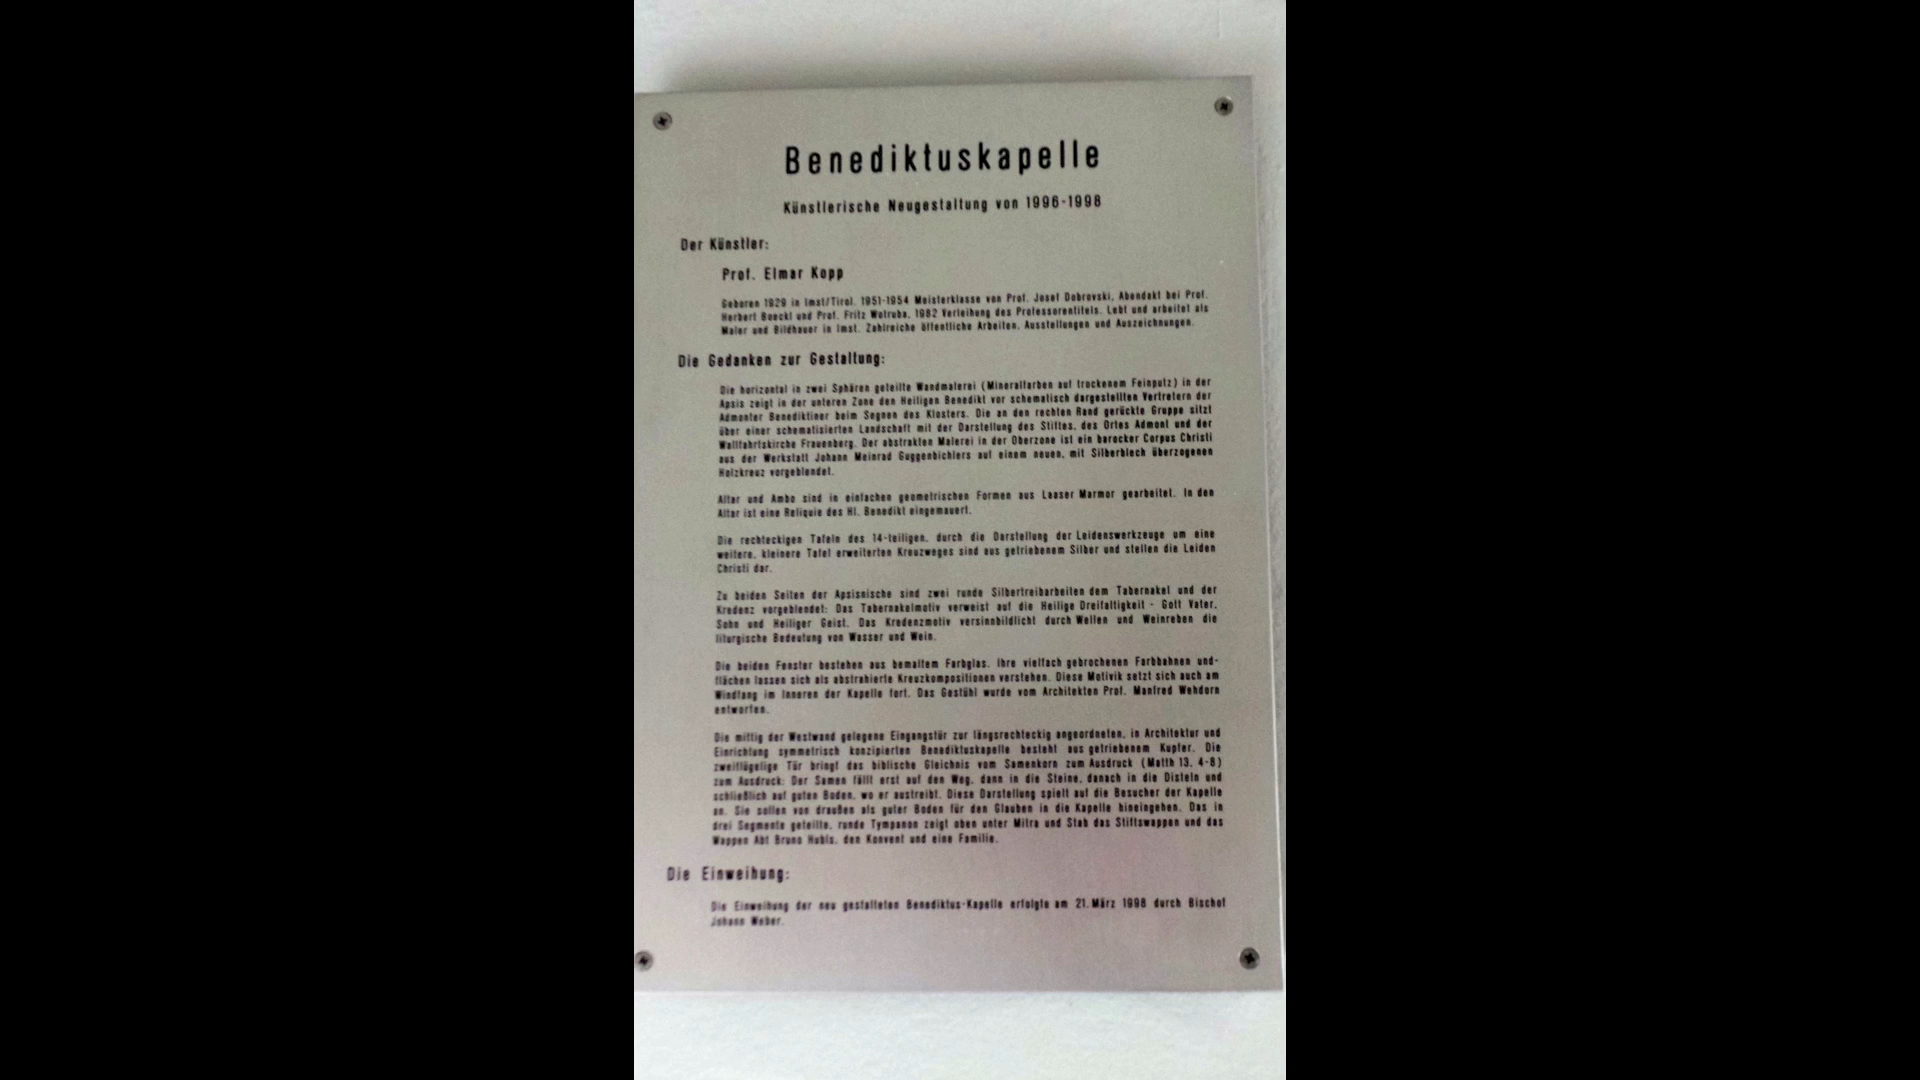 Benediktuskapelle
Künstlerische Neugestaltung von 1996-1998
Der Künstler:
Prof. Elmar Kopp
Geboren 1929 in Imst/Tirol. 1951-1954 Meisterklasse von Prof. Josef Dobrovski, Abendakt bei Prof.
Herbert Boeckl und Prof. Fritz Wotruba, 1982 Verleihung des Professorentitels. Lebt und arbeitet als
Maler und Bildhauer in Imst. Zahlreiche öffentliche Arbeiten, Ausstellungen und Auszeichnungen.
Die Gedanken zur Gestaltung:
Die horizontal in zwei Sphären geteilte Wandmalerei (Mineralfarben auf trockenem Feinputz) in der
Apsis zeigt in der unteren Zone den Heiligen Benedikt vor schematisch dargestellten Vertretern der
Admonter Benediktiner beim Segnen des Klosters. Die an den rechten Rand gerückte Gruppe sitzt
über einer schematisierten Landschaft mit der Darstellung des Stiftes, des Ortes Admont und der
Wallfahrtskirche Frauenberg. Der abstrakten Malerei in der Oberzone ist ein barocker Corpus Christi
aus der Werkstatt Johann Meinrad Guggenbichlers auf einem neuen, mit Silberblech überzogenen
Holzkreuz vorgeblendet.
Altar und Ambo sind in einfachen geometrischen Formen aus Laaser Marmor gearbeitet. In den
Altar ist eine Reliquie des Hl. Benedikt eingemauert.
Die rechteckigen Tafeln des 14-teiligen, durch die Darstellung der Leidenswerkzeuge um eine
weitere, kleinere Tafel erweiterten Kreuzweges sind aus getriebenem Silber und stellen die Leiden
Christi dar.
Zu beiden Seiten der Apsisnische sind zwei runde Silbertreibarbeiten dem Tabernakel und der
Kredenz vorgeblendet: Das Tabernakelmotiv verweist auf die Heilige Dreifaltigkeit - Gott Vater,
Sohn und Heiliger Geist. Das Kredenzmotiv versinnbildlicht durch Wellen und Weinreben die
liturgische Bedeutung von Wasser und Wein.
Die beiden Fenster bestehen aus bemaltem Farbglas. Ihre vielfach gebrochenen Farbbahnen und-
flächen lassen sich als abstrahierte Kreuzkompositionen verstehen. Diese Motivik setzt sich auch am
Windfang im Inneren der Kapelle fort. Das Gestühl wurde vom Architekten Prof. Manfred Wehdorn
entworfen.
Die mittig der Westwand gelegene Eingangstür zur längsrechteckig angeordneten, in Architektur und
Einrichtung symmetrisch konzipierten Benediktuskapelle besteht aus getriebenem Kupfer. Die
zweiflügelige Tür bringt das biblische Gleichnis vom Samenkorn zum Ausdruck (Matth 13, 4-8)
zum Ausdruck: Der Samen fällt erst auf den Weg, dann in die Steine, danach in die Disteln und
schließlich auf guten Boden, wo er austreibt. Diese Darstellung spielt auf die Besucher der Kapelle
an. Sie sollen von draußen als guter Boden für den Glauben in die Kapelle hineingehen. Das in
drei Segmente geteilte, runde Tympanon zeigt oben unter Mitra und Stab das Stiftswappen und das
Wappen Abt Bruno Hubls, den Konvent und eine Familie.
Die Einweihung:
Die Einweihung der neu gestalteten Benediktus-Kapelle erfolgte am 21. März 1998 durch Bischof
Johann Weber.